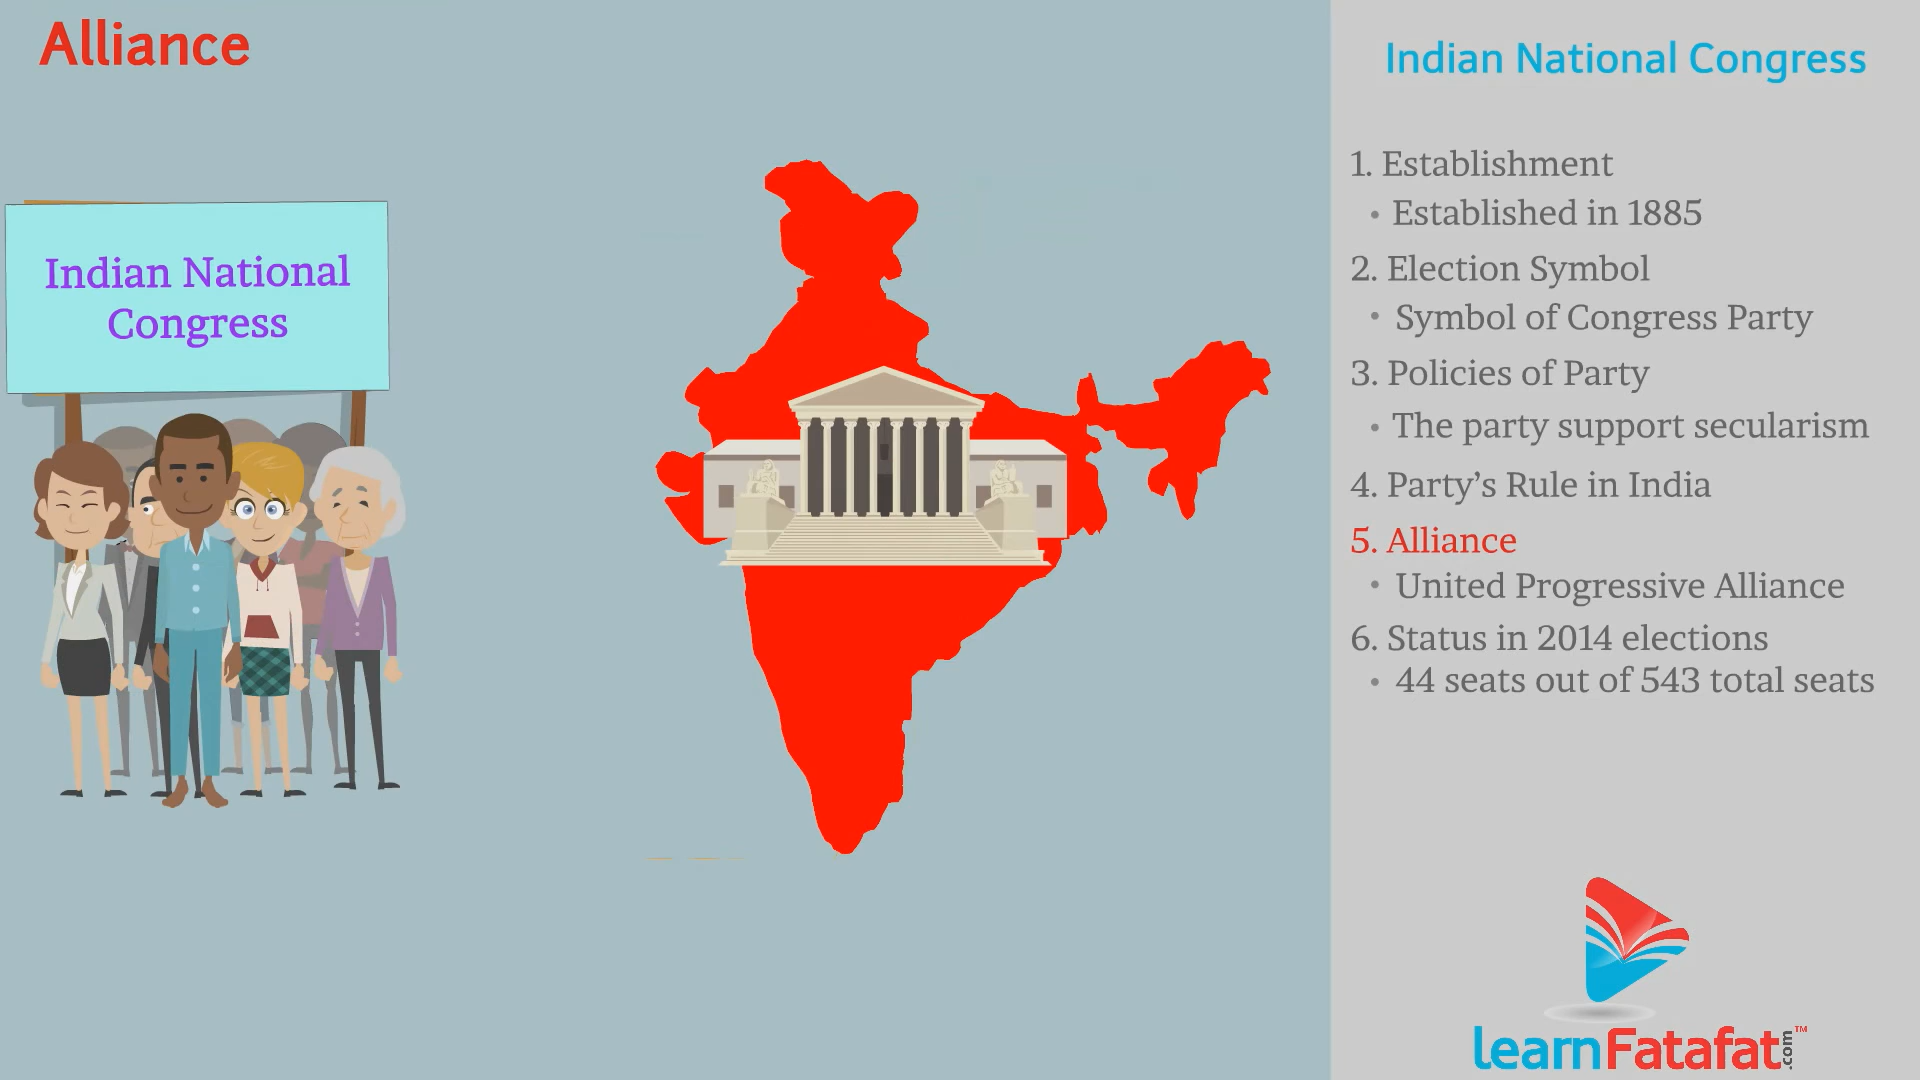 Alliance
Indian National
Congress
Indian National Congress
1. Establishment
• Established in 1885
2. Election Symbol
• Symbol of Congress Party
3. Policies of Party
• The party support secularism
4. Party's Rule in India
5. Alliance
• United Progressive Alliance
6. Status in 2014 elections
• 44 seats out of 543 total seats
learnFatafat.com™